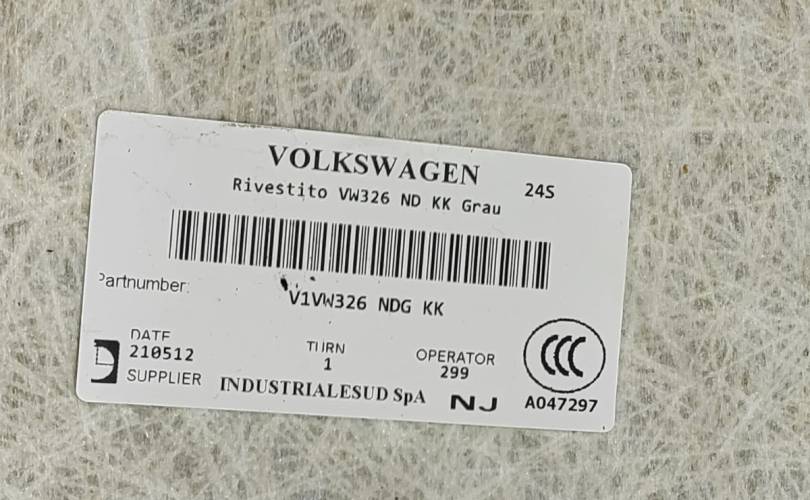 VOLKSWAGEN
24S
Rivestito VW326 ND KK Grau
Partnumber:
V1VW326 NDG KK
DATE
210512
TURN
1
OPERATOR
299
SUPPLIER
INDUSTRIALESUD SpA
NJ
CCC
A047297